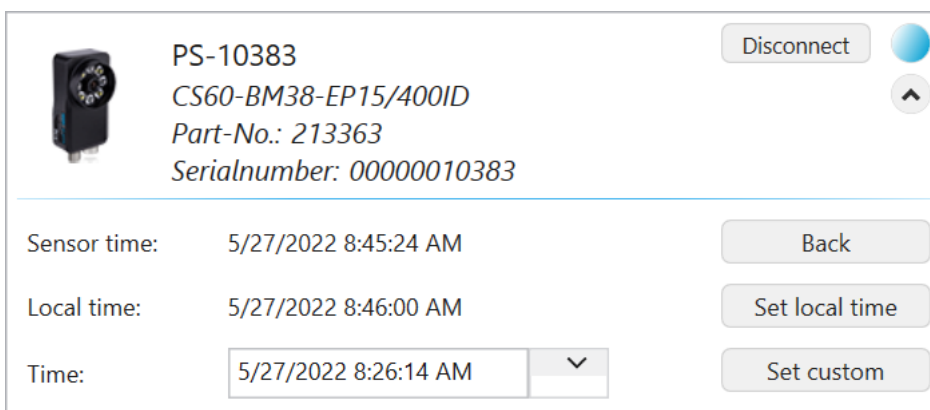 PS-10383
Disconnect
CS60-BM38-EP15/400ID
Part-No.: 213363
Serialnumber: 00000010383
Sensor time: 5/27/2022 8:45:24 AM Back
Local time: 5/27/2022 8:46:00 AM Set local time
Time: 5/27/2022 8:26:14 AM Set custom